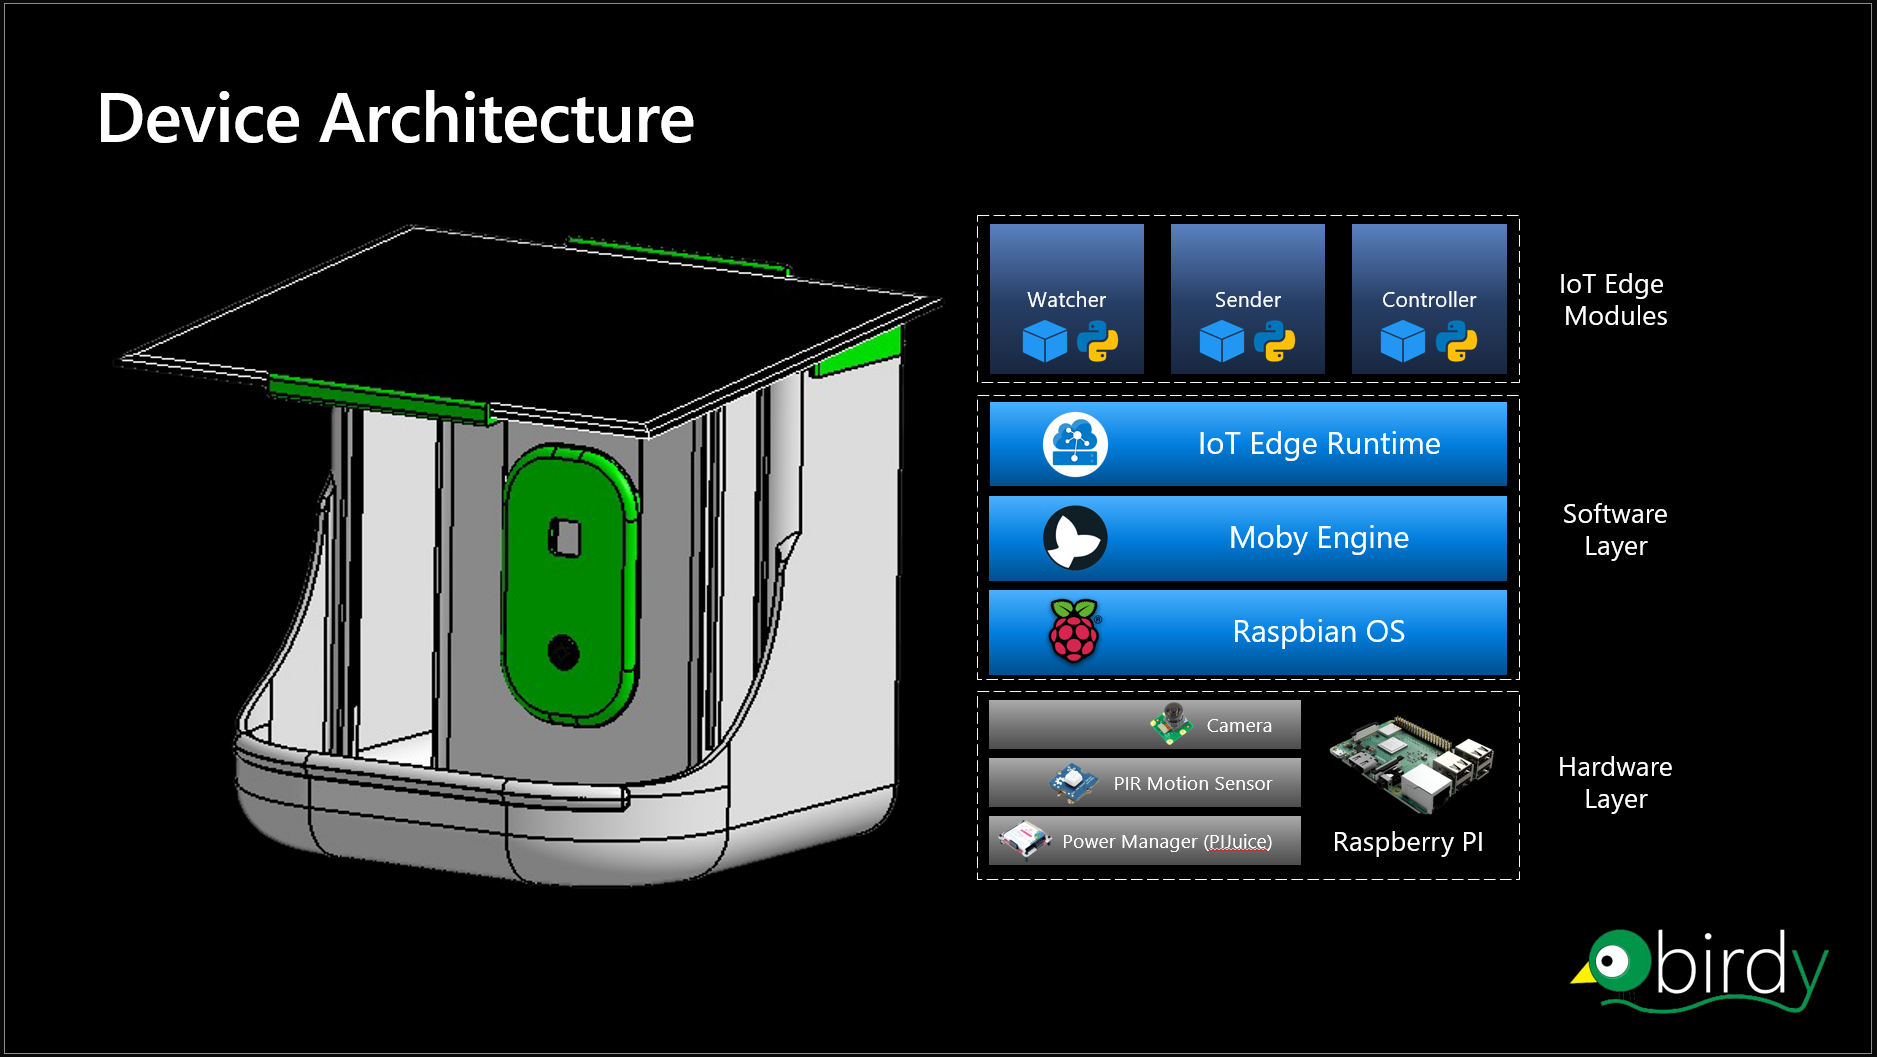 Device Architecture
Watcher
Sender
Controller
IoT Edge
Modules
IoT Edge Runtime
Moby Engine
Raspbian OS
®
Software
Layer
Camera
PIR Motion Sensor
Power Manager (PIJuice)
Raspberry PI
Hardware
Layer
birdy